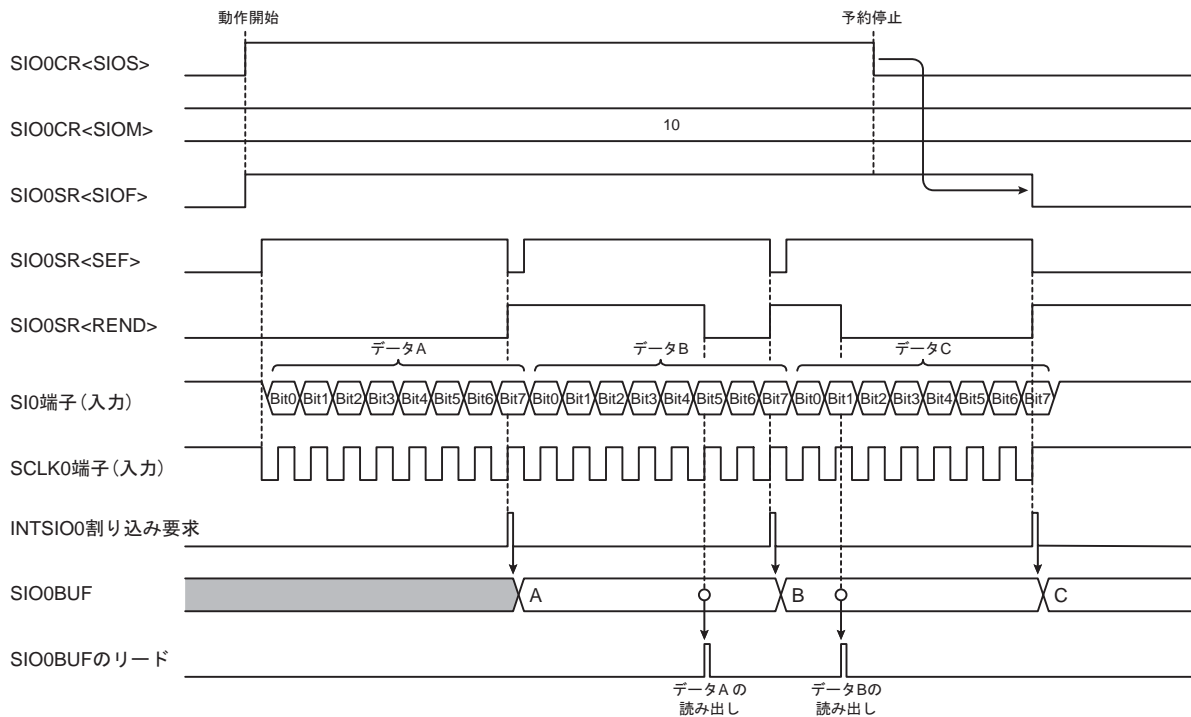 動作開始
予約停止
SIO0CR<SIOS>
SIO0CR<SIOM>
10
SIO0SR<SIOF>
SIO0SR<SEF>
SIO0SR<REND>
データA
データB
データC
SI0端子(入力)
Bit0 Bit1 Bit2 Bit3 Bit4 Bit5 Bit6 Bit7 Bit0 Bit1 Bit2 Bit3 Bit4 Bit5 Bit6 Bit7 Bit0 Bit1 Bit2 Bit3 Bit4 Bit5 Bit6 Bit7
SCLK0端子(入力)
INTSIO0割り込み要求
SIO0BUF
A
B
C
SIO0BUFのリード
データA の
読み出し
データBの
読み出し